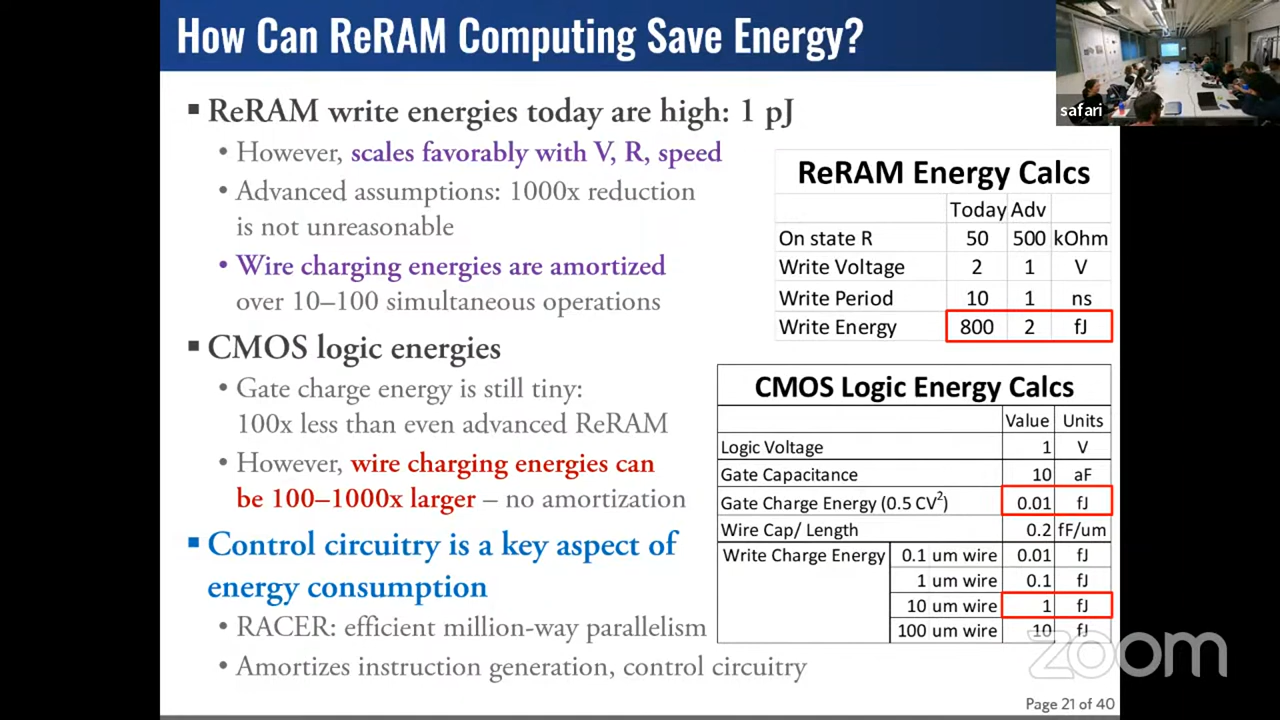 How Can ReRAM Computing Save Energy?
safari
▪ ReRAM write energies today are high: 1 pJ
• However, scales favorably with V, R, speed
• Advanced assumptions: 1000x reduction
is not unreasonable
• Wire charging energies are amortized
over 10–100 simultaneous operations
▪ CMOS logic energies
• Gate charge energy is still tiny:
100x less than even advanced ReRAM
• However, wire charging energies can
be 100–1000x larger – no amortization
▪ Control circuitry is a key aspect of
energy consumption
• RACER: efficient million-way parallelism
• Amortizes instruction generation, control circuitry
ReRAM Energy Calcs
Today Adv
On state R 50 500 kOhm
Write Voltage 2 1 V
Write Period 10 1 ns
Write Energy 800 2 fJ
CMOS Logic Energy Calcs
Value Units
Logic Voltage 1 V
Gate Capacitance 10 aF
Gate Charge Energy (0.5 CV²) 0.01 fJ
Wire Cap/ Length 0.2 fF/um
Write Charge Energy 0.1 um wire 0.01 fJ
1 um wire 0.1 fJ
10 um wire 1 fJ
100 um wire 10 fJ
zoom
Page 21 of 40